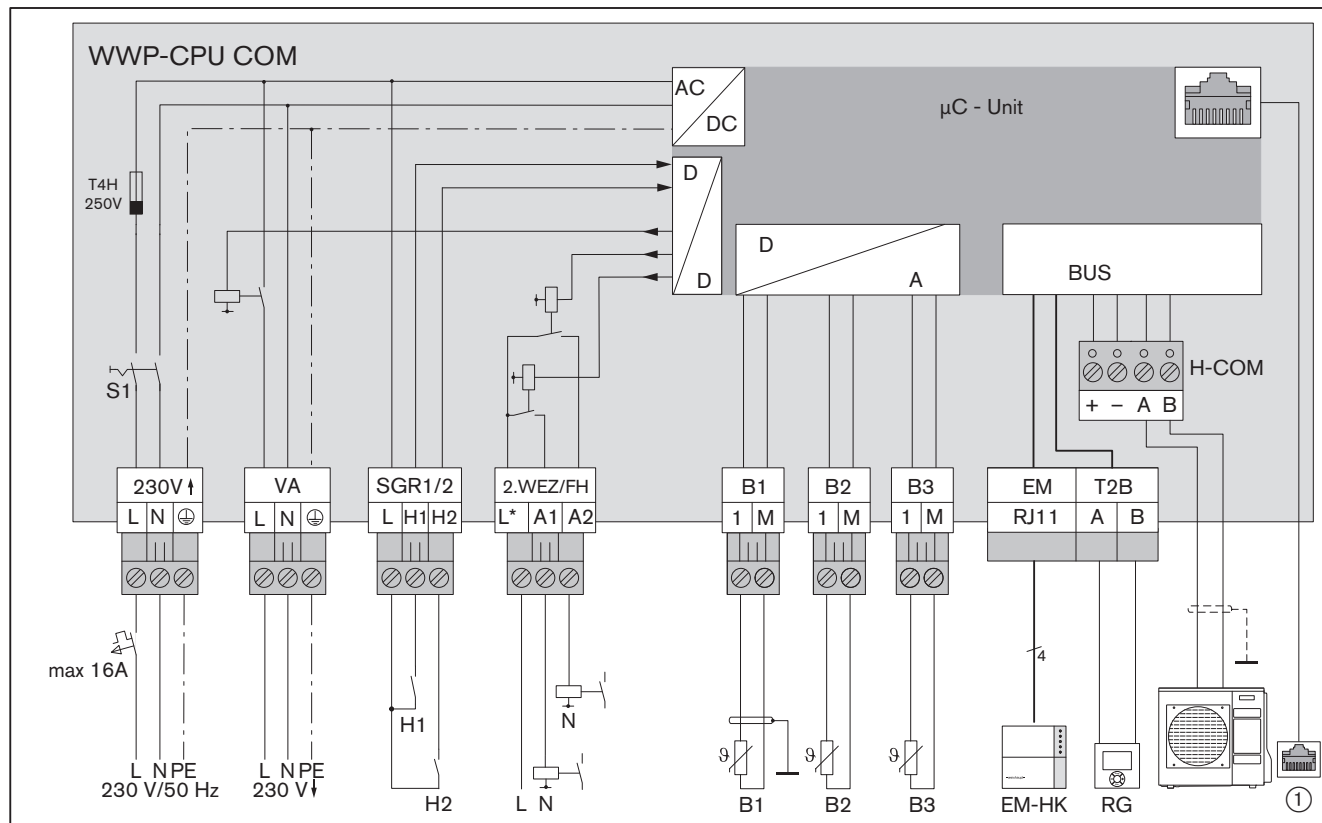 WWP-CPU COM
AC
DC
µC - Unit
T4H
250V
D
D
D
A
BUS
S1
H-COM
+ − A B
230V↑
VA
SGR1/2
2.WEZ/FH
B1
B2
B3
EM
T2B
L N
L N
L H1 H2
L* A1 A2
1 M
1 M
1 M
RJ11
A
B
max 16A
4
H1
N
ϑ
ϑ
ϑ
L N PE
230 V/50 Hz
L N PE
230 V↓
H2
L N
B1
B2
B3
EM-HK
RG
1